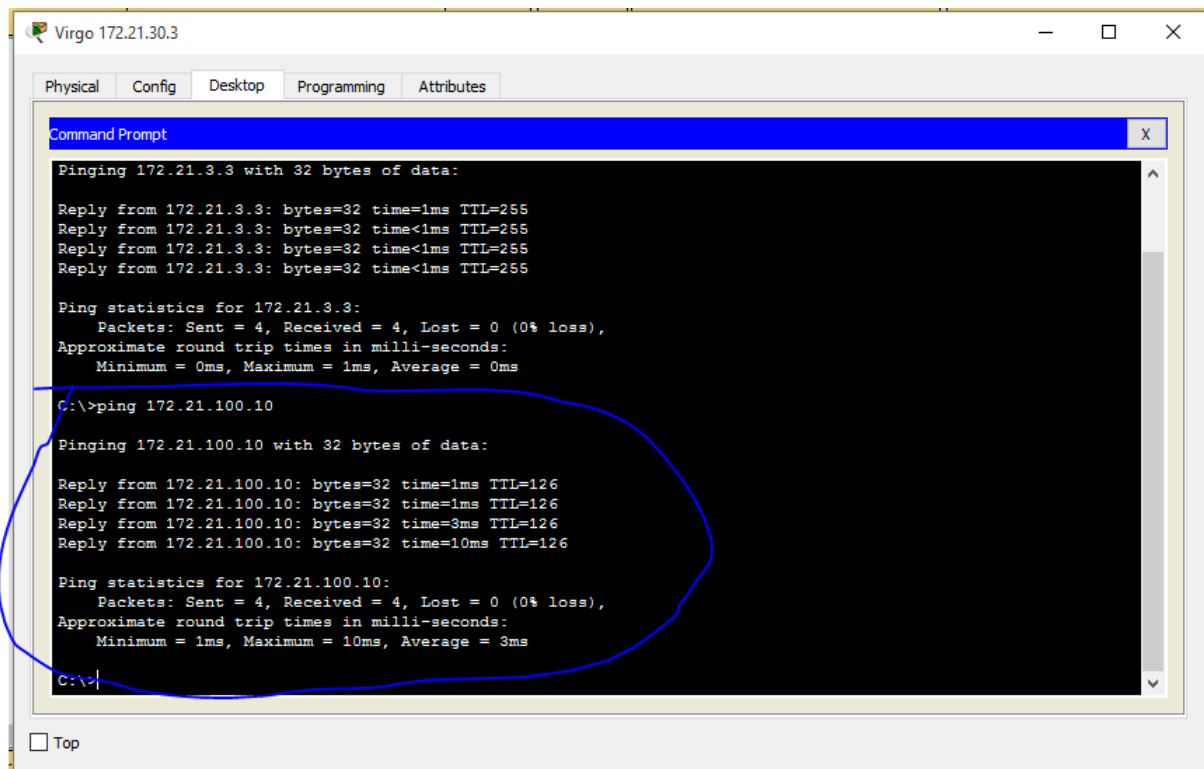 Virgo 172.21.30.3
Physical Config Desktop Programming Attributes
Command Prompt
X
Pinging 172.21.3.3 with 32 bytes of data:
Reply from 172.21.3.3: bytes=32 time=1ms TTL=255
Reply from 172.21.3.3: bytes=32 time<1ms TTL=255
Reply from 172.21.3.3: bytes=32 time<1ms TTL=255
Reply from 172.21.3.3: bytes=32 time<1ms TTL=255
Ping statistics for 172.21.3.3:
Packets: Sent = 4, Received = 4, Lost = 0 (0% loss),
Approximate round trip times in milli-seconds:
Minimum = 0ms, Maximum = 1ms, Average = 0ms
C:\>ping 172.21.100.10
Pinging 172.21.100.10 with 32 bytes of data:
Reply from 172.21.100.10: bytes=32 time=1ms TTL=126
Reply from 172.21.100.10: bytes=32 time=1ms TTL=126
Reply from 172.21.100.10: bytes=32 time=3ms TTL=126
Reply from 172.21.100.10: bytes=32 time=10ms TTL=126
Ping statistics for 172.21.100.10:
Packets: Sent = 4, Received = 4, Lost = 0 (0% loss),
Approximate round trip times in milli-seconds:
Minimum = 1ms, Maximum = 10ms, Average = 3ms
C:\>
Top